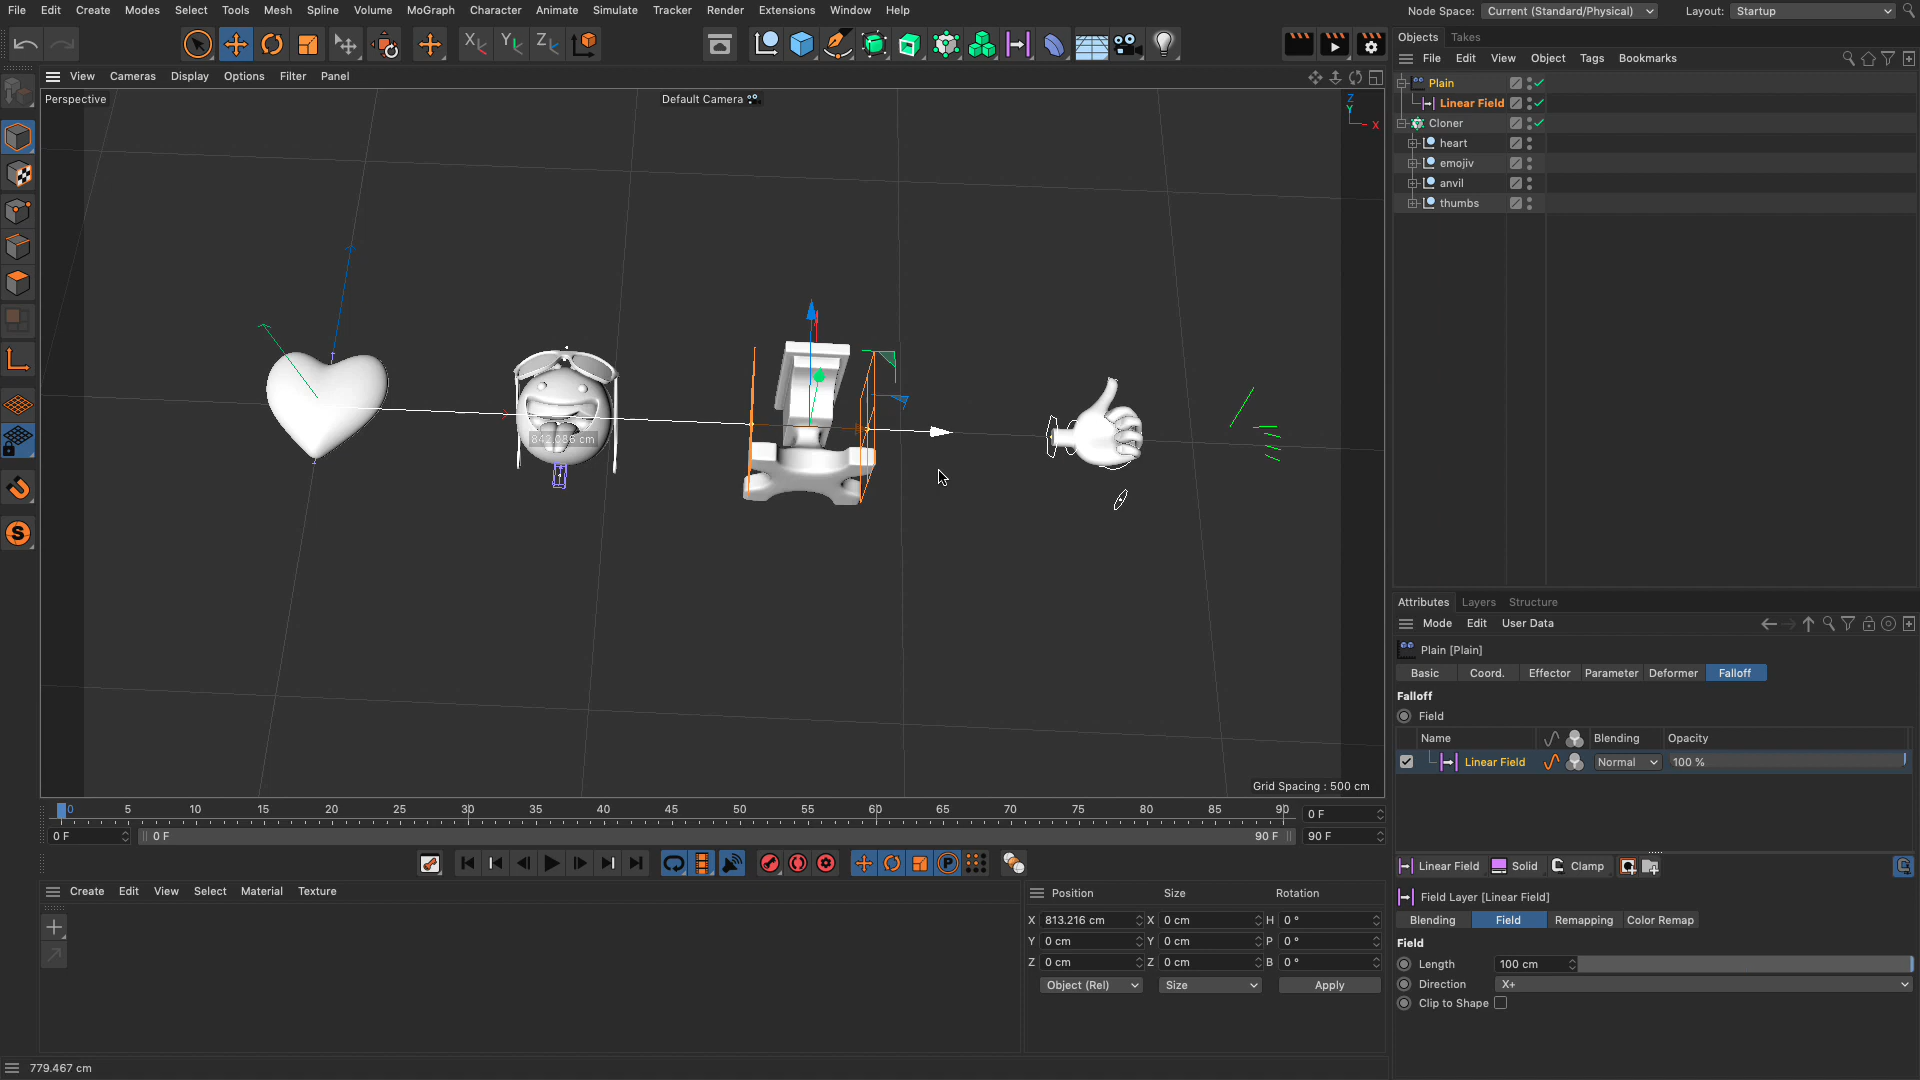 File Edit Create Modes Select Tools Mesh Spline Volume MoGraph Character Animate Simulate Tracker Render Extensions Window Help
Node Space: Current (Standard/Physical) Layout: Startup
X Y Z
Objects Takes
File Edit View Object Tags Bookmarks
View Cameras Display Options Filter Panel
Perspective
Default Camera
Z
Y
X
842.086 cm
Grid Spacing : 500 cm
Plain
Linear Field
Cloner
heart
emojiv
anvil
thumbs
Attributes Layers Structure
Mode Edit User Data
Plain [Plain]
Basic Coord. Effector Parameter Deformer Falloff
Falloff
Field
Name Blending Opacity
Linear Field Normal 100 %
Linear Field Solid Clamp
Field Layer [Linear Field]
Blending Field Remapping Color Remap
Field
Length 100 cm
Direction X+
Clip to Shape
0 5 10 15 20 25 30 35 40 45 50 55 60 65 70 75 80 85 90 0 F
0 F 0 F 90 F 90 F
P
S
Create Edit View Select Material Texture
Position Size Rotation
X 813.216 cm X 0 cm H 0 °
Y 0 cm Y 0 cm P 0 °
Z 0 cm Z 0 cm B 0 °
Object (Rel) Size Apply
779.467 cm